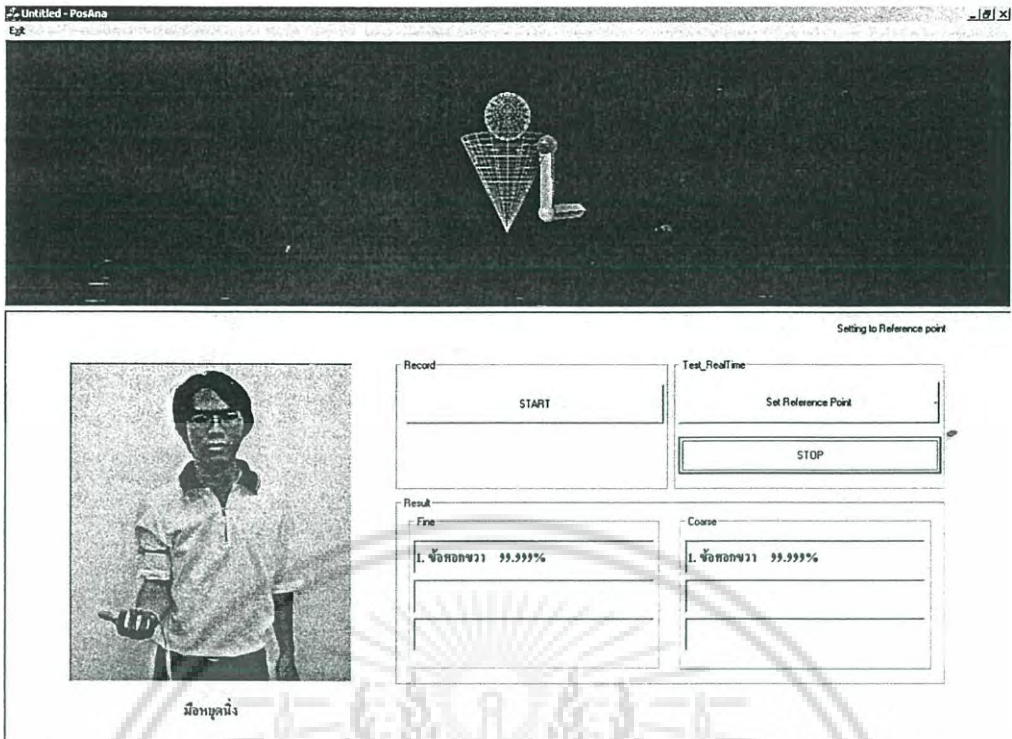 Untitled - PosAna
Exit
Setting to Reference point
Record
START
Test_RealTime
Set Reference Point
STOP
Result
Fine
1. ข้อศอกขวา 99.999%
Coarse
1. ข้อศอกขวา 99.999%
มือหยุดนิ่ง